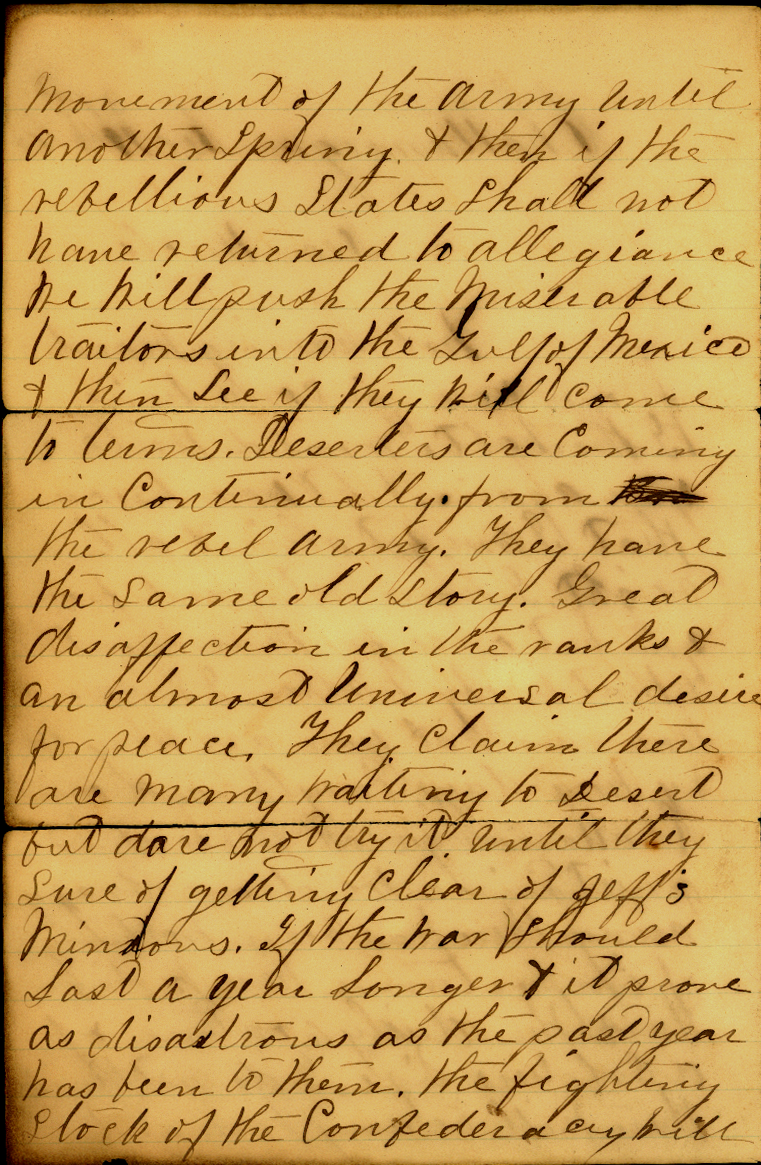 movement of the Army until
another Spring. & then if the
rebellious States shall not
have returned to allegiance
we will push the miserable
traitors into the Gulf of Mexico
& then see if they will come
to terms. Deserters are Coming
in Continually. from
the rebel army. They have
the same old story. Great
disaffection in the ranks &
an almost Universal desire
for peace. They Claim there
are many waiting to Desert
but dare not try it until they
sure of getting Clear of Jeff's
Mindons. If the war should
last a year longer & it prove
as disastrous as the past year
has been to them. the fighting
stock of the Confederacy will